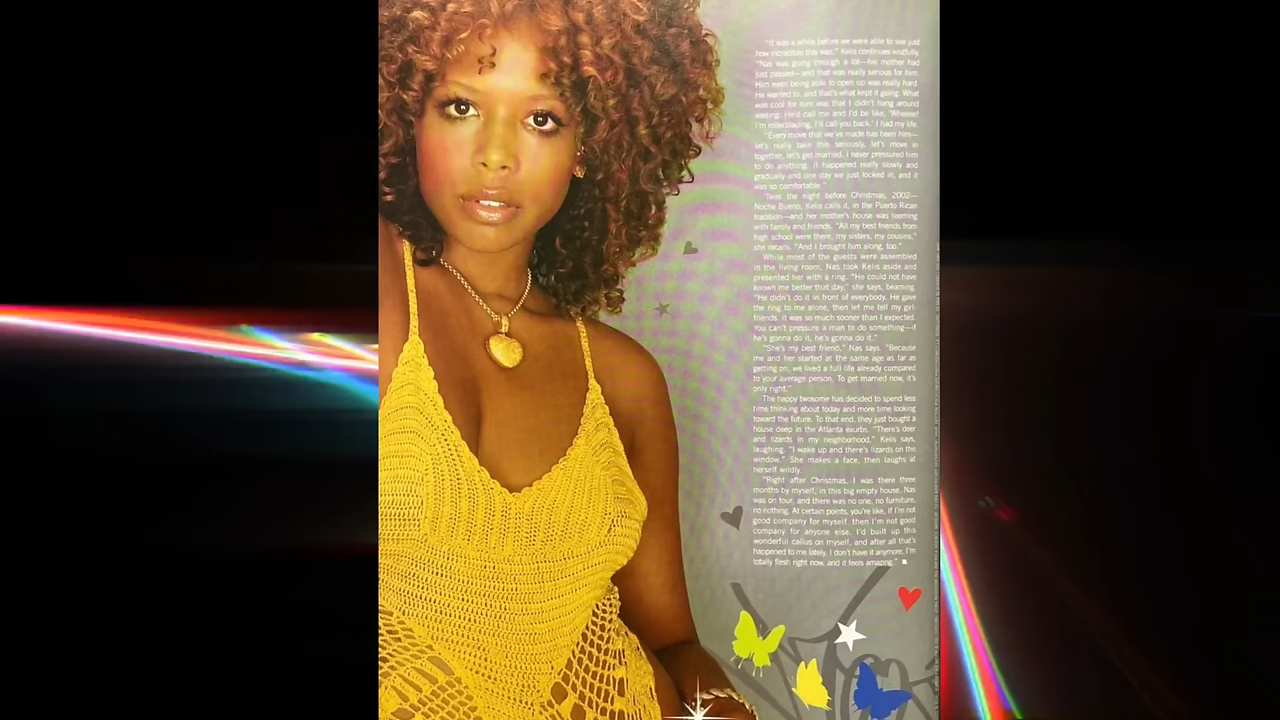 "It was a while before we were able to see just
how incredible this was," Kelis continues wistfully.
"Nas was going through a lot—his mother had
just passed—and that was really serious for him.
Him even being able to open up was really hard.
He wanted to, and that's what kept it going. What
was cool for him was that I didn't hang around
waiting. He'd call me and I'd be like, 'Wheee!
I'm rollerblading, I'll call you back.' I had my life.
"Every move that we've made has been him—
let's really take this seriously, let's move in
together, let's get married. I never pressured him
to do anything. It happened really slowly and
gradually and one day we just locked in, and it
was so comfortable."
'Twas the night before Christmas, 2002—
Noche Bueno, Kelis calls it, in the Puerto Rican
tradition—and her mother's house was teeming
with family and friends. "All my best friends from
high school were there, my sisters, my cousins,"
she recalls. "And I brought him along, too."
While most of the guests were assembled
in the living room, Nas took Kelis aside and
presented her with a ring. "He could not have
known me better that day," she says, beaming.
"He didn't do it in front of everybody. He gave
the ring to me alone, then let me tell my girl-
friends. It was so much sooner than I expected.
You can't pressure a man to do something—if
he's gonna do it, he's gonna do it."
"She's my best friend," Nas says. "Because
me and her started at the same age as far as
getting on, we lived a full life already compared
to your average person. To get married now, it's
only right."
The happy twosome has decided to spend less
time thinking about today and more time looking
toward the future. To that end, they just bought a
house deep in the Atlanta exurbs. "There's deer
and lizards in my neighborhood," Kelis says,
laughing. "I wake up and there's lizards on the
window." She makes a face, then laughs at
herself wildly.
"Right after Christmas, I was there three
months by myself, in this big empty house. Nas
was on tour, and there was no one, no furniture,
no nothing. At certain points, you're like, If I'm not
good company for myself, then I'm not good
company for anyone else. I'd built up this
wonderful callus on myself, and after all that's
happened to me lately, I don't have it anymore. I'm
totally flesh right now, and it feels amazing."